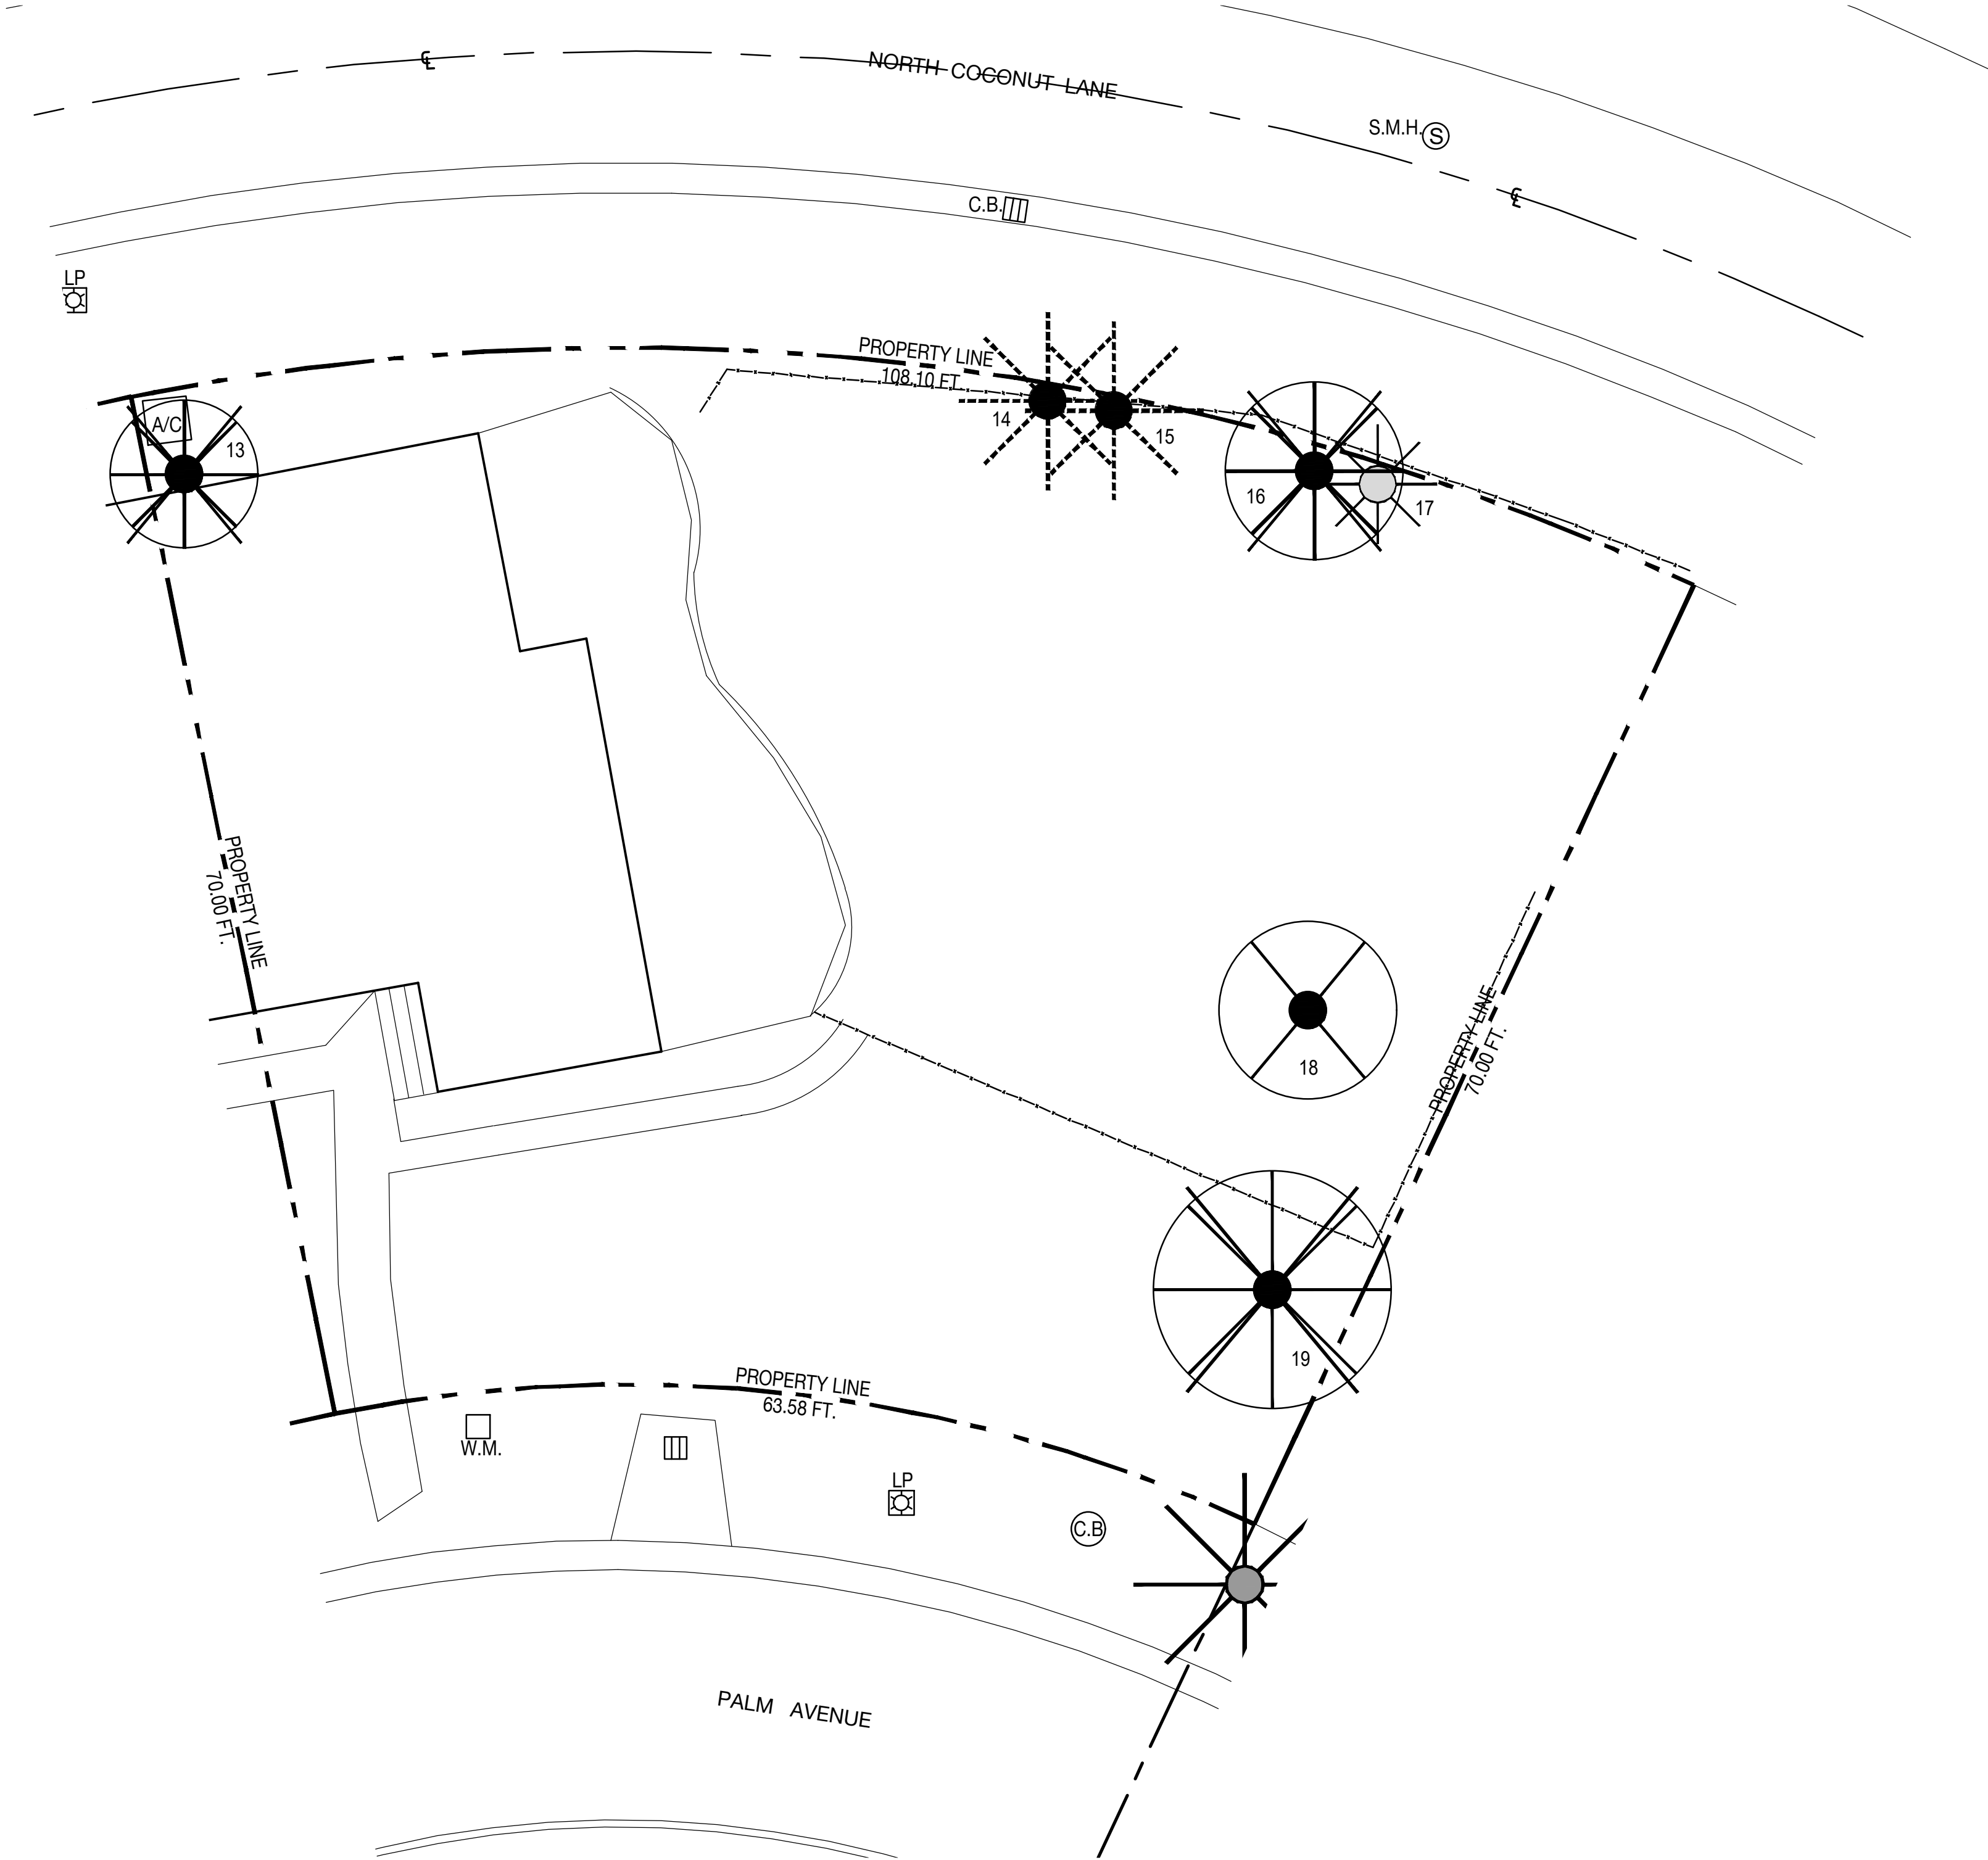 ℄
NORTH COCONUT LANE
S.M.H. S
℄
C.B.
LP
PROPERTY LINE
108.10 FT.
A/C
13
14
15
16
17
PROPERTY LINE
70.00 FT.
18
PROPERTY LINE
70.00 FT.
19
PROPERTY LINE
63.58 FT.
W.M.
LP
C.B
PALM AVENUE